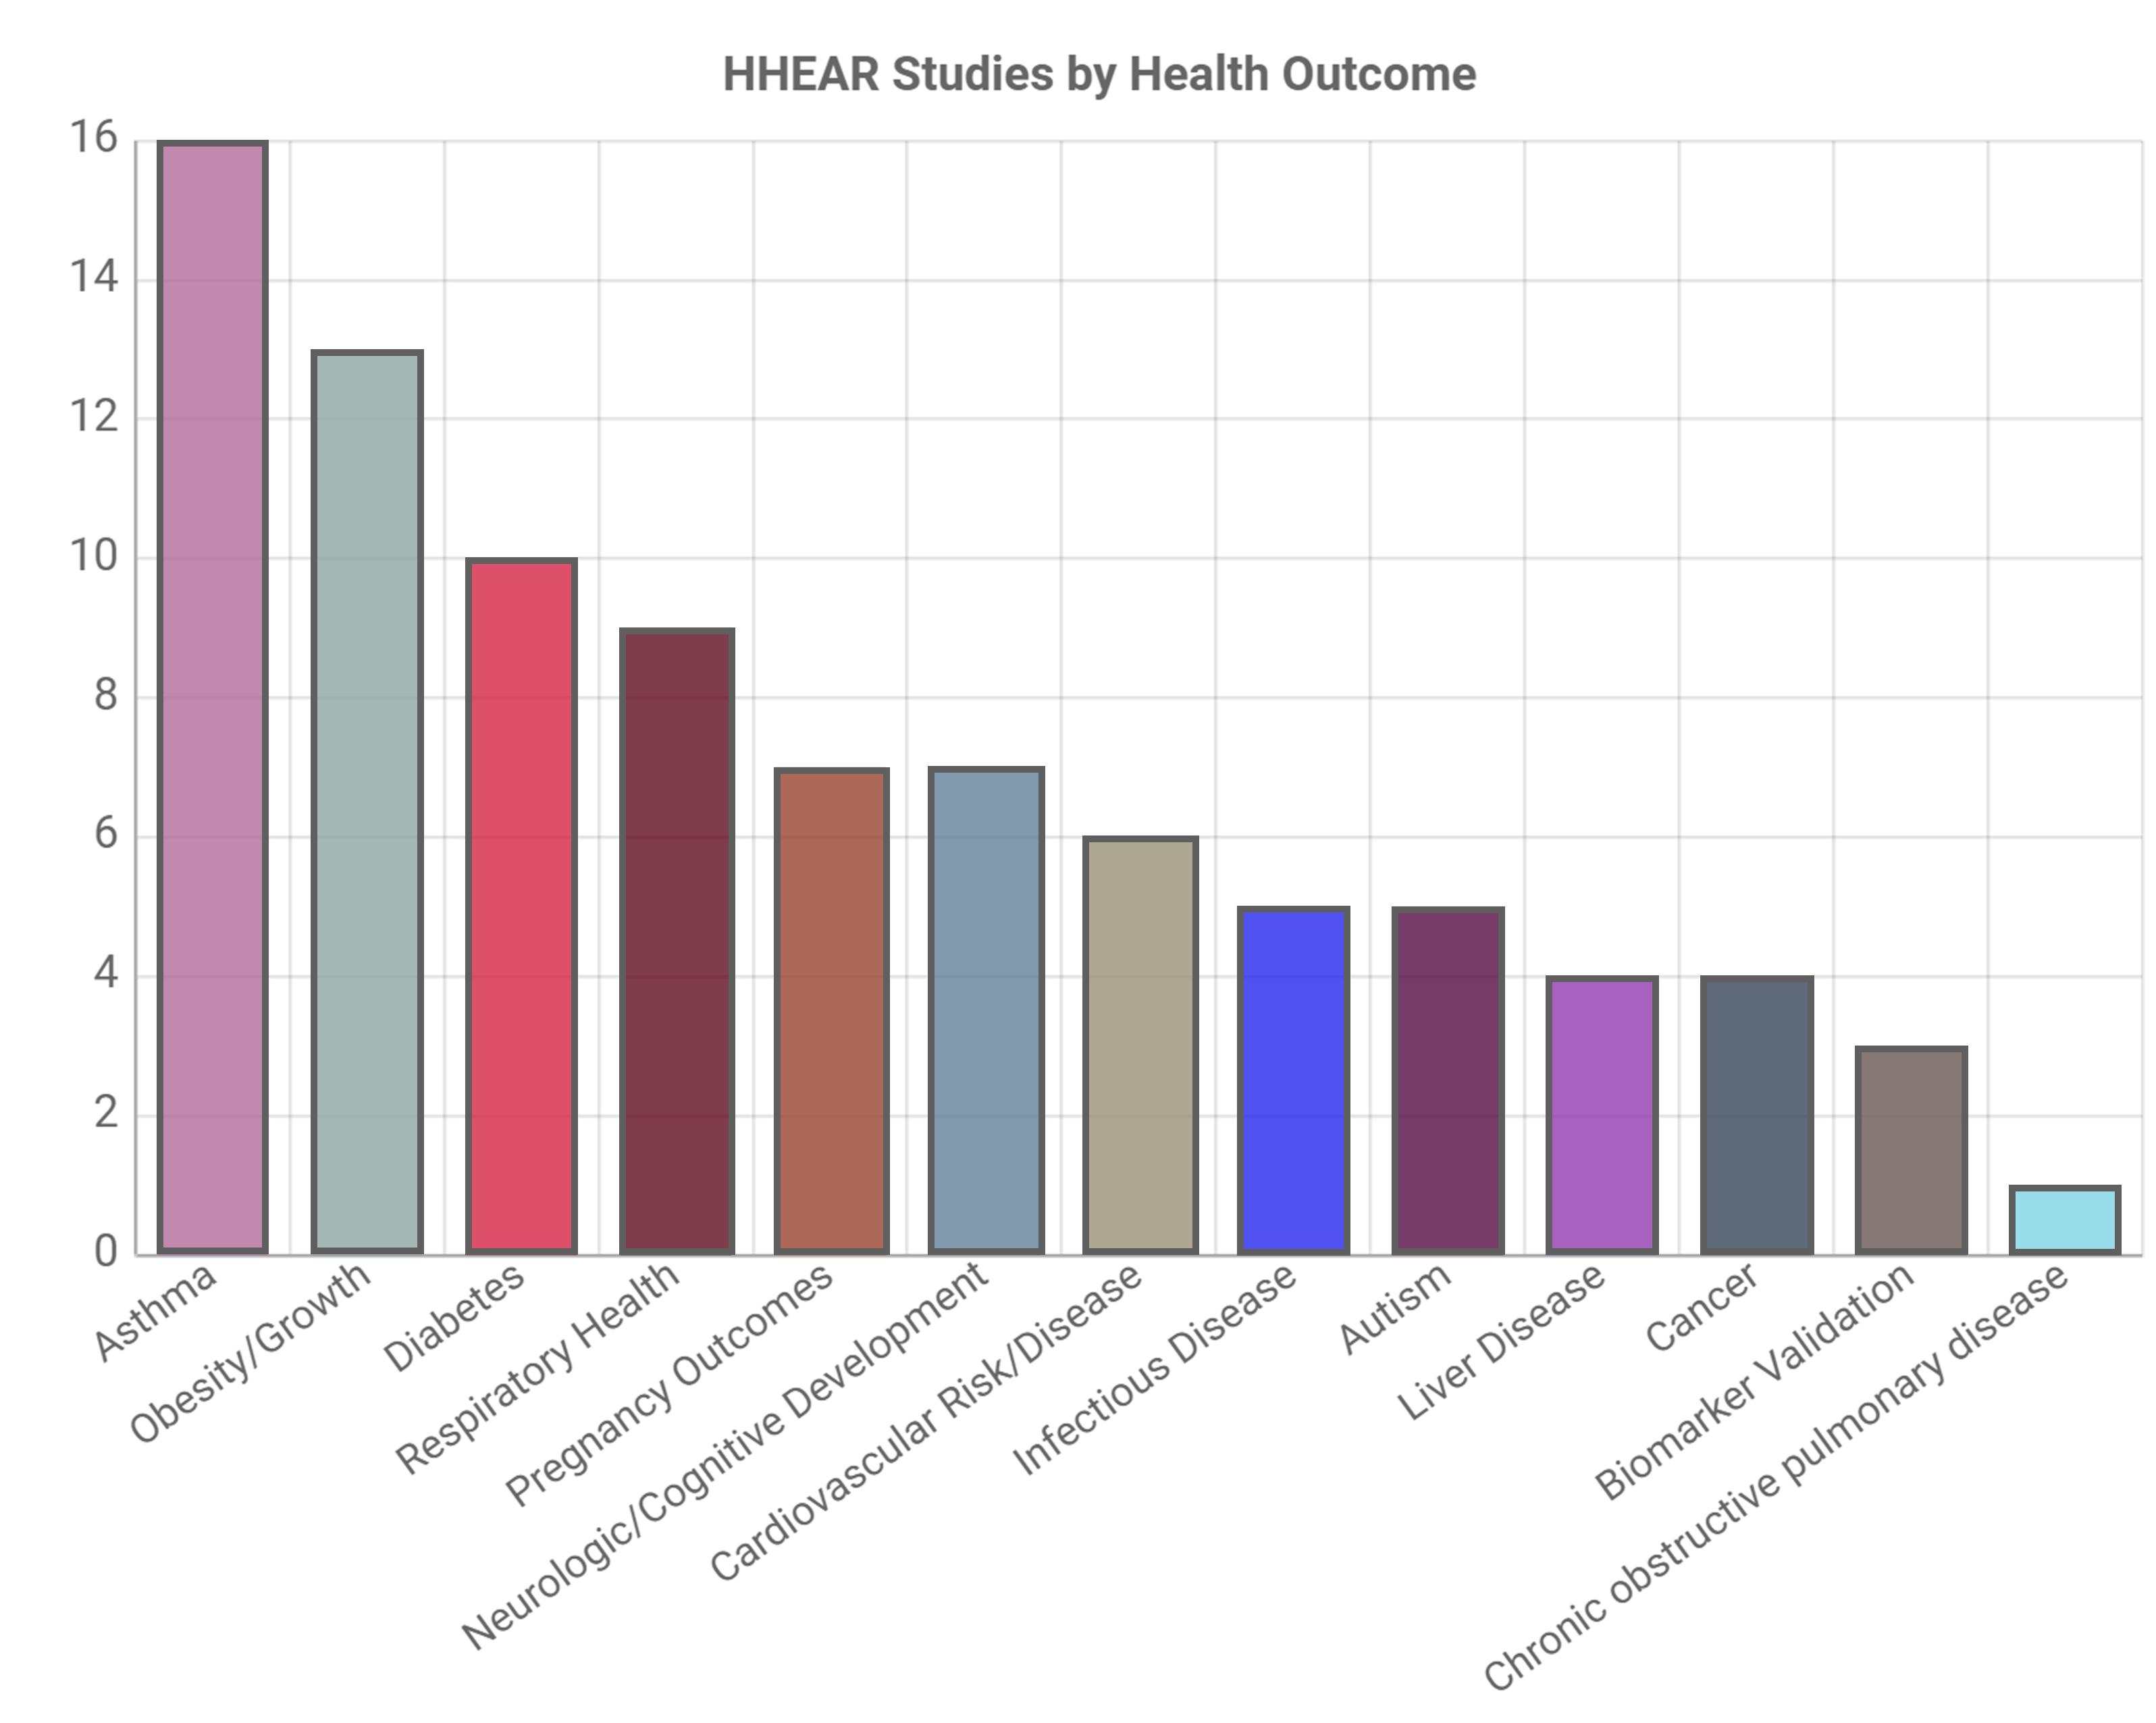 HHEAR Studies by Health Outcome
16
14
12
10
8
6
4
2
0
Asthma
Obesity/Growth
Diabetes
Respiratory Health
Pregnancy Outcomes
Neurologic/Cognitive Development
Cardiovascular Risk/Disease
Infectious Disease
Autism
Liver Disease
Cancer
Biomarker Validation
Chronic obstructive pulmonary disease